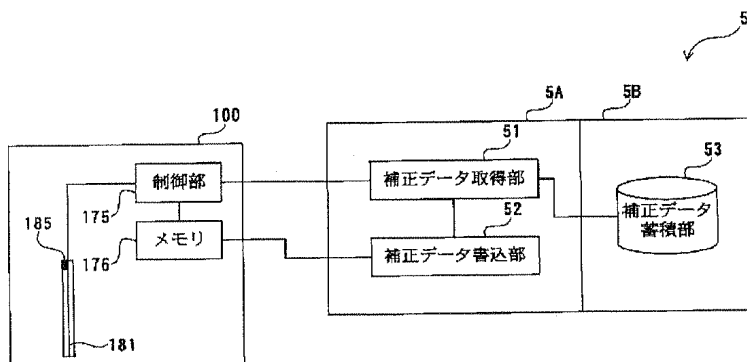 5
5A
5B
100
51
53
制御部
補正データ取得部
175
52
補正データ
蓄積部
185
メモリ
補正データ書込部
176
181